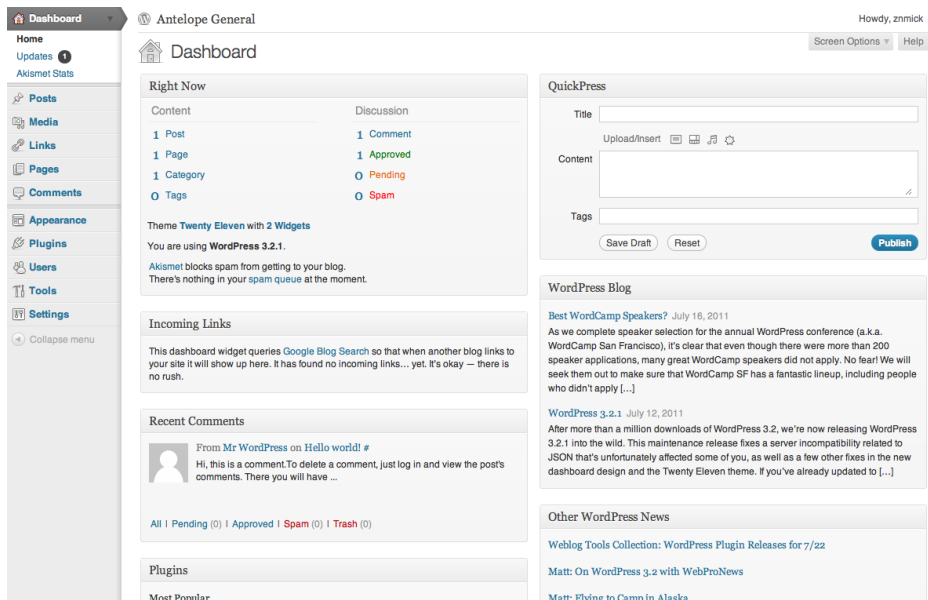 Dashboard
Home
Updates 1
Akismet Stats
Posts
Media
Links
Pages
Comments
Appearance
Plugins
Users
Tools
Settings
Collapse menu
Antelope General
Howdy, znmick
Screen Options
Help
Dashboard
Right Now
Content
Discussion
1 Post
1 Comment
1 Page
1 Approved
1 Category
0 Pending
0 Tags
0 Spam
Theme Twenty Eleven with 2 Widgets
You are using WordPress 3.2.1.
Akismet blocks spam from getting to your blog.
There's nothing in your spam queue at the moment.
Incoming Links
This dashboard widget queries Google Blog Search so that when another blog links to
your site it will show up here. It has found no incoming links... yet. It's okay — there is
no rush.
Recent Comments
From Mr WordPress on Hello world! #
Hi, this is a comment.To delete a comment, just log in and view the post's
comments. There you will have ...
All | Pending (0) | Approved | Spam (0) | Trash (0)
Plugins
Most Popular
QuickPress
Title
Upload/Insert
Content
Tags
Save Draft
Reset
Publish
WordPress Blog
Best WordCamp Speakers? July 16, 2011
As we complete speaker selection for the annual WordPress conference (a.k.a.
WordCamp San Francisco), it's clear that even though there were more than 200
speaker applications, many great WordCamp speakers did not apply. No fear! We will
seek them out to make sure that WordCamp SF has a fantastic lineup, including people
who didn't apply [...]
WordPress 3.2.1 July 12, 2011
After more than a million downloads of WordPress 3.2, we're now releasing WordPress
3.2.1 into the wild. This maintenance release fixes a server incompatibility related to
JSON that's unfortunately affected some of you, as well as a few other fixes in the new
dashboard design and the Twenty Eleven theme. If you've already updated to [...]
Other WordPress News
Weblog Tools Collection: WordPress Plugin Releases for 7/22
Matt: On WordPress 3.2 with WebProNews
Matt: Flying to Camp in Alaska